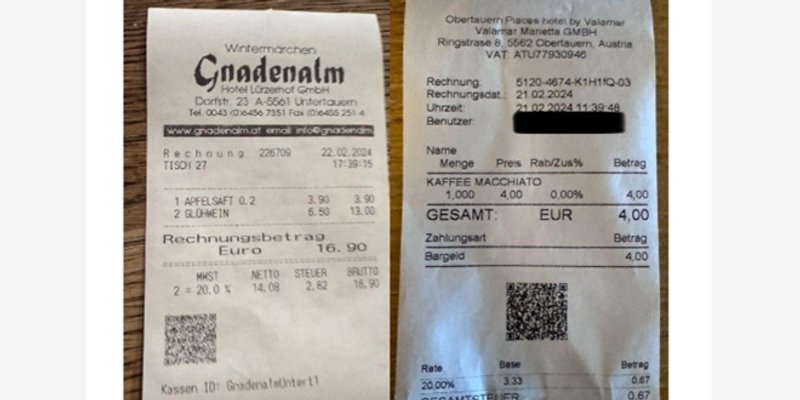 Wintermärchen
Gnadenalm
Hotel Lürzerhof GmbH
Dorfstr. 23 A-5561 Untertauern
Tel. 0043 (0)6456 7351 Fax (0)6455 251-4
www.gnadenalm.at email info@gnadenalm
Rechnung 226709 22.02.2024
TISCH 27 17:39:15
1 APFELSAFT 0.2 3.90 3.90
2 GLÜHWEIN 6.50 13.00
Rechnungsbetrag
Euro 16.90
MWST NETTO STEUER BRUTTO
2 = 20.0 % 14.08 2.82 16.90
Kassen ID: GnadenalmUntert1
Obertauern Places hotel by Valamar
Valamar Marietta GMBH
Ringstraße 8, 5562 Obertauern, Austria
VAT: ATU77930946
Rechnung: 5120-4674-K1H1fQ-03
Rechnungsdat.: 21.02.2024
Uhrzeit: 21.02.2024 11:39:48
Benutzer:
Name
Menge Preis Rab/Zus% Betrag
KAFFEE MACCHIATO
1,000 4,00 0,00% 4,00
GESAMT: EUR 4,00
Zahlungsart Betrag
Bargeld 4,00
Rate Base Betrag
20,00% 3.33 0.67
GESAMTSTEUER 0.67